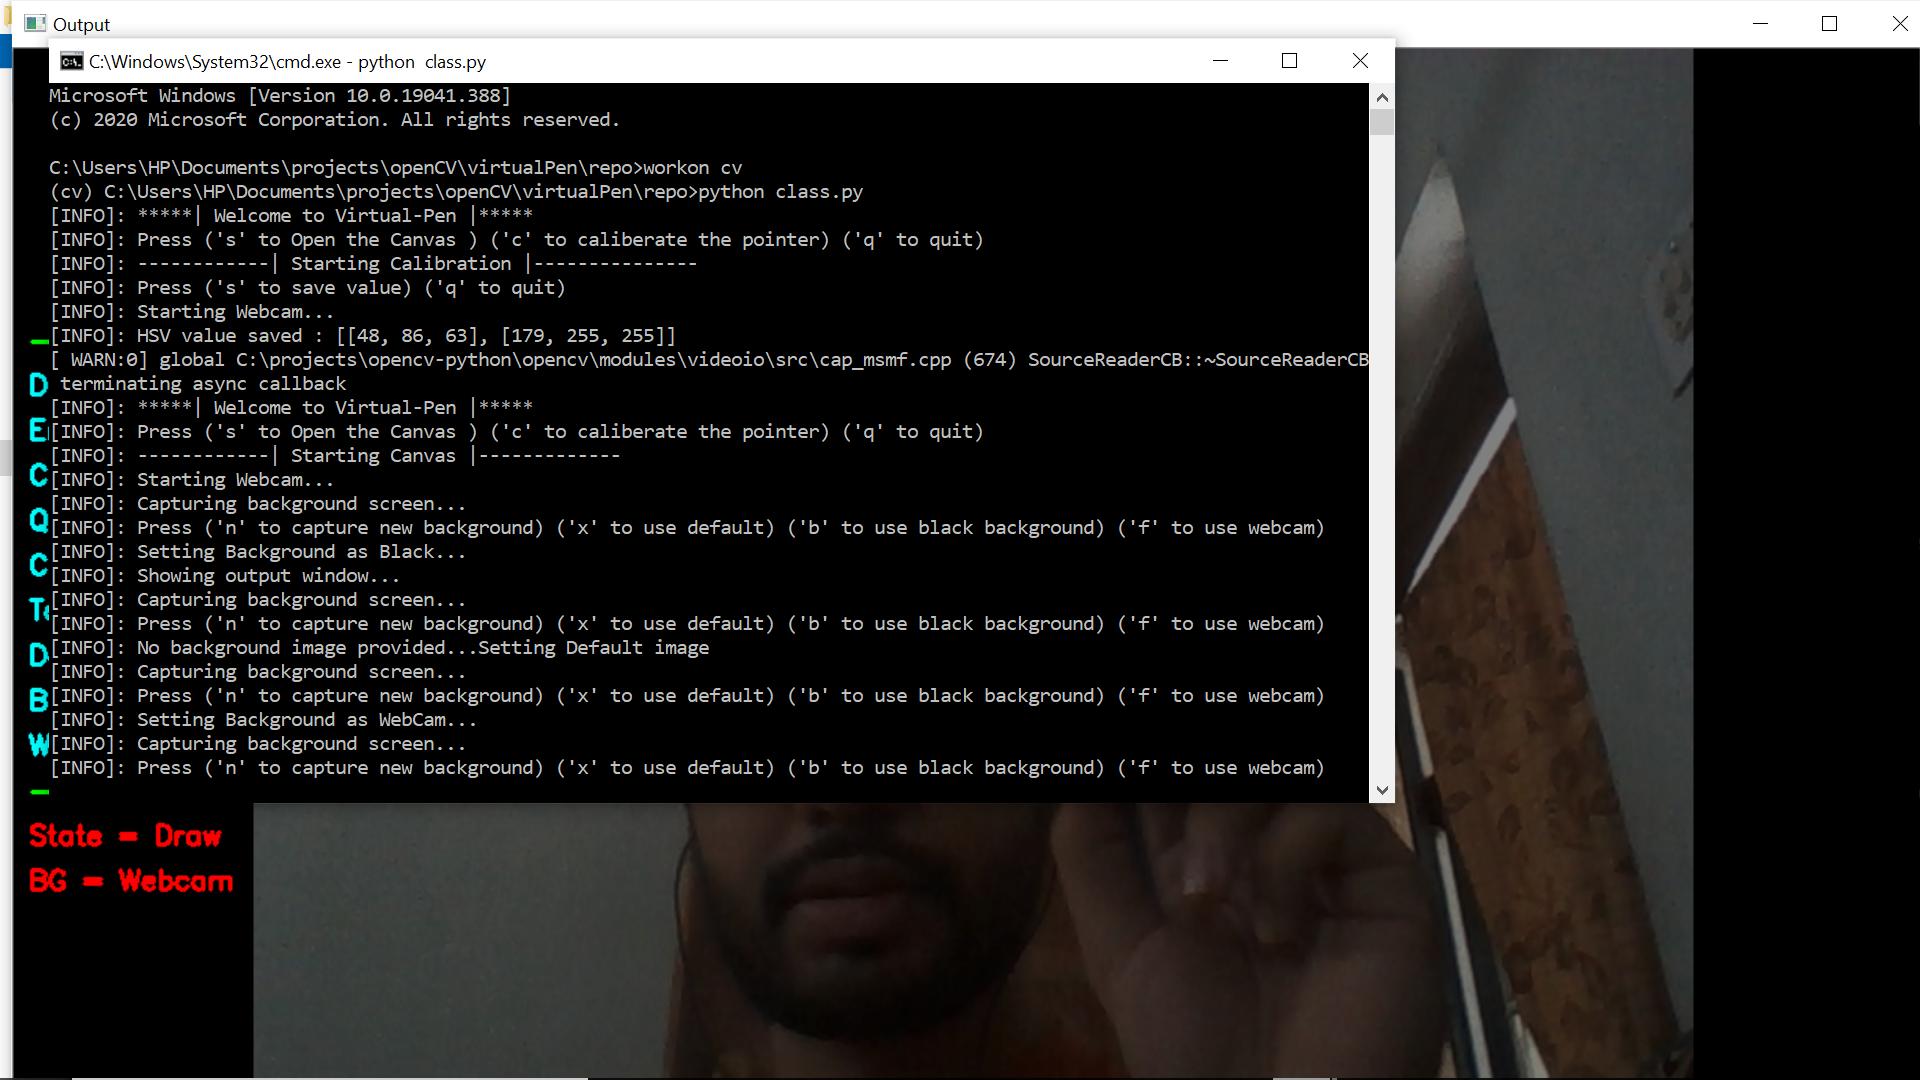 Output
C:\Windows\System32\cmd.exe - python  class.py
Microsoft Windows [Version 10.0.19041.388]
(c) 2020 Microsoft Corporation. All rights reserved.
C:\Users\HP\Documents\projects\openCV\virtualPen\repo>workon cv
(cv) C:\Users\HP\Documents\projects\openCV\virtualPen\repo>python class.py
[INFO]: *****| Welcome to Virtual-Pen |*****
[INFO]: Press ('s' to Open the Canvas ) ('c' to caliberate the pointer) ('q' to quit)
[INFO]: ------------| Starting Calibration |---------------
[INFO]: Press ('s' to save value) ('q' to quit)
[INFO]: Starting Webcam...
[INFO]: HSV value saved : [[48, 86, 63], [179, 255, 255]]
[ WARN:0] global C:\projects\opencv-python\opencv\modules\videoio\src\cap_msmf.cpp (674) SourceReaderCB::~SourceReaderCB
terminating async callback
[INFO]: *****| Welcome to Virtual-Pen |*****
[INFO]: Press ('s' to Open the Canvas ) ('c' to caliberate the pointer) ('q' to quit)
[INFO]: ------------| Starting Canvas |-------------
[INFO]: Starting Webcam...
[INFO]: Capturing background screen...
[INFO]: Press ('n' to capture new background) ('x' to use default) ('b' to use black background) ('f' to use webcam)
[INFO]: Setting Background as Black...
[INFO]: Showing output window...
[INFO]: Capturing background screen...
[INFO]: Press ('n' to capture new background) ('x' to use default) ('b' to use black background) ('f' to use webcam)
[INFO]: No background image provided...Setting Default image
[INFO]: Capturing background screen...
[INFO]: Press ('n' to capture new background) ('x' to use default) ('b' to use black background) ('f' to use webcam)
[INFO]: Setting Background as WebCam...
[INFO]: Capturing background screen...
[INFO]: Press ('n' to capture new background) ('x' to use default) ('b' to use black background) ('f' to use webcam)
State = Draw
BG = Webcam